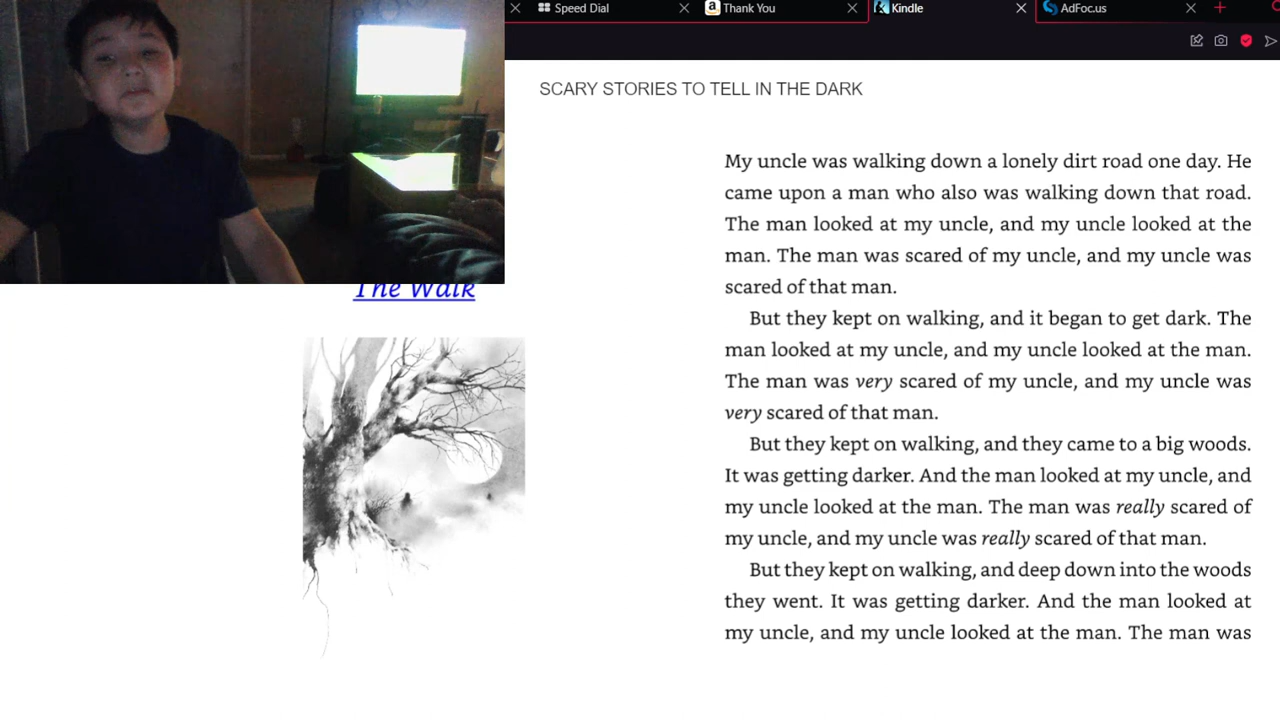 Speed Dial
Thank You
Kindle
AdFoc.us
SCARY STORIES TO TELL IN THE DARK
The Walk
My uncle was walking down a lonely dirt road one day. He
came upon a man who also was walking down that road.
The man looked at my uncle, and my uncle looked at the
man. The man was scared of my uncle, and my uncle was
scared of that man.
But they kept on walking, and it began to get dark. The
man looked at my uncle, and my uncle looked at the man.
The man was very scared of my uncle, and my uncle was
very scared of that man.
But they kept on walking, and they came to a big woods.
It was getting darker. And the man looked at my uncle, and
my uncle looked at the man. The man was really scared of
my uncle, and my uncle was really scared of that man.
But they kept on walking, and deep down into the woods
they went. It was getting darker. And the man looked at
my uncle, and my uncle looked at the man. The man was